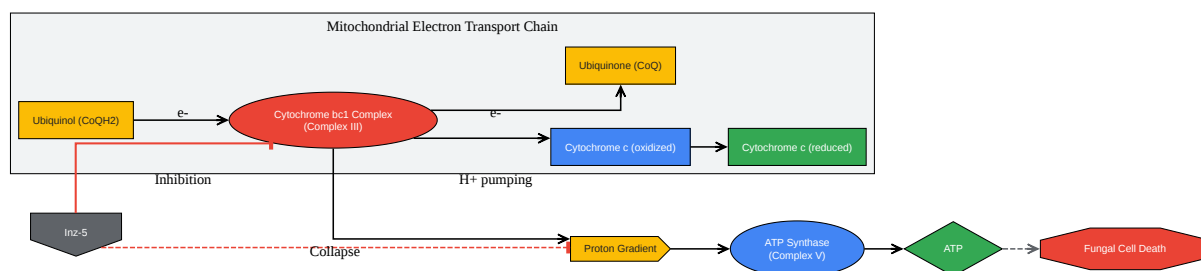 Mitochondrial Electron Transport Chain
Ubiquinone (CoQ)
Ubiquinol (CoQH2)
e-
Cytochrome bc1 Complex
(Complex III)
e-
Cytochrome c (oxidized)
Cytochrome c (reduced)
Inhibition
H+ pumping
Inz-5
Collapse
Proton Gradient
ATP Synthase
(Complex V)
ATP
Fungal Cell Death